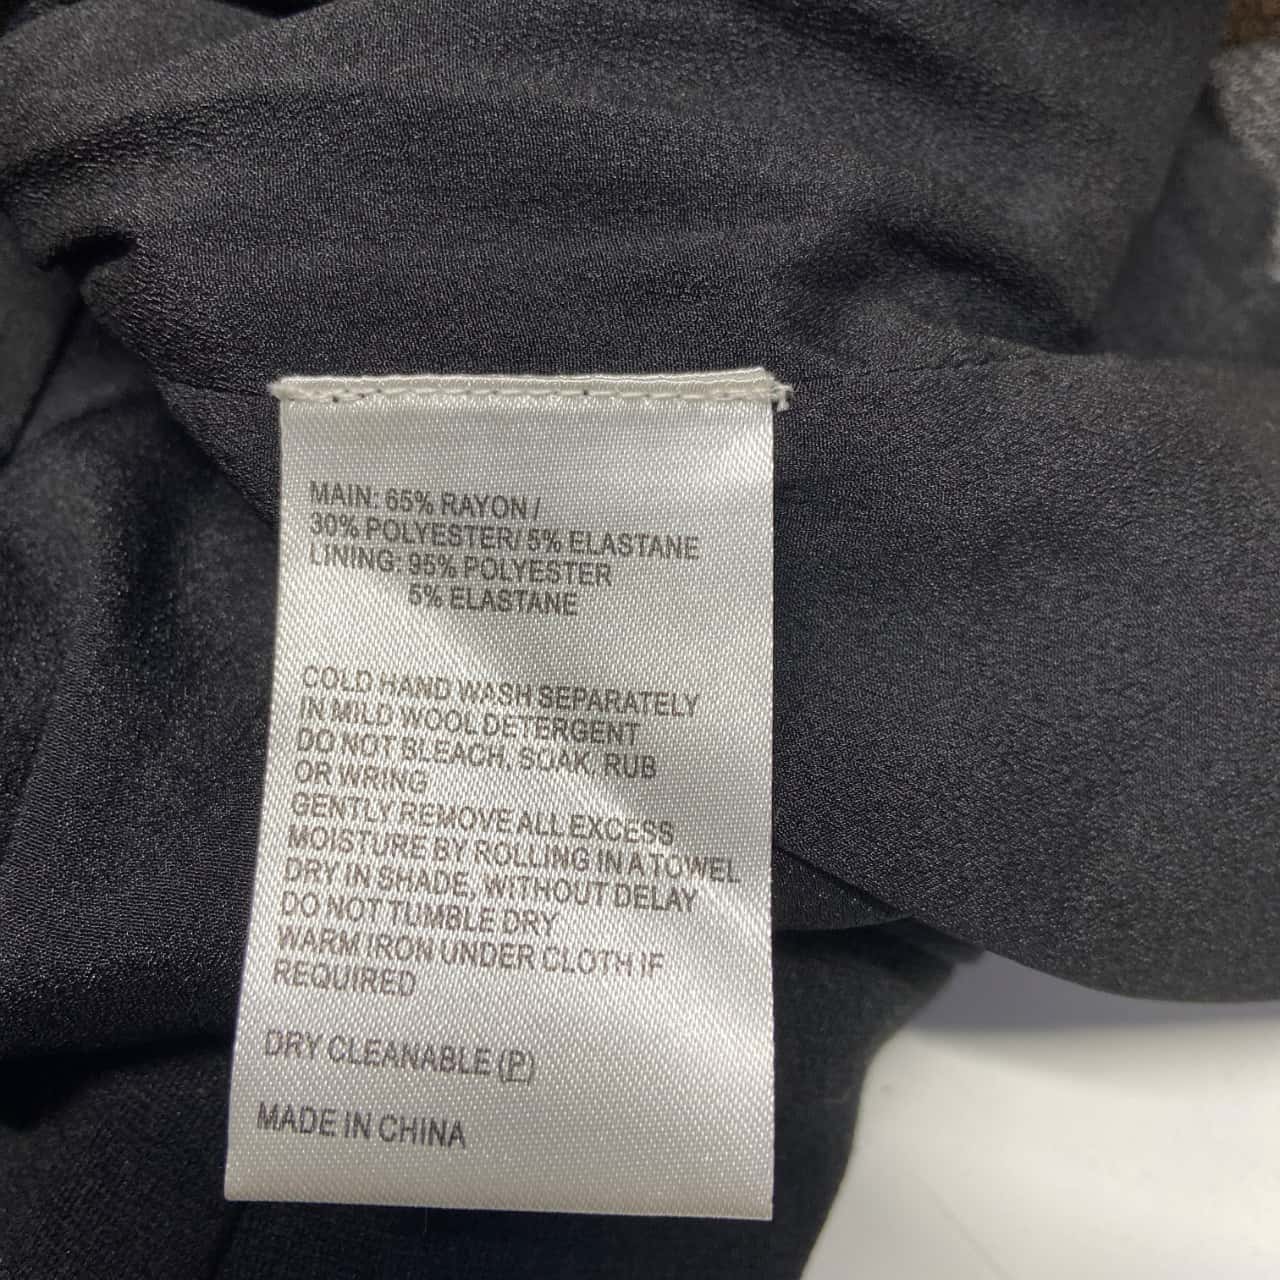 MAIN: 65% RAYON /
30% POLYESTER/ 5% ELASTANE
LINING: 95% POLYESTER
5% ELASTANE
COLD HAND WASH SEPARATELY
IN MILD WOOL DETERGENT
DO NOT BLEACH, SOAK, RUB
OR WRING
GENTLY REMOVE ALL EXCESS
MOISTURE BY ROLLING IN A TOWEL
DRY IN SHADE, WITHOUT DELAY
DO NOT TUMBLE DRY
WARM IRON UNDER CLOTH IF
REQUIRED
DRY CLEANABLE (P)
MADE IN CHINA